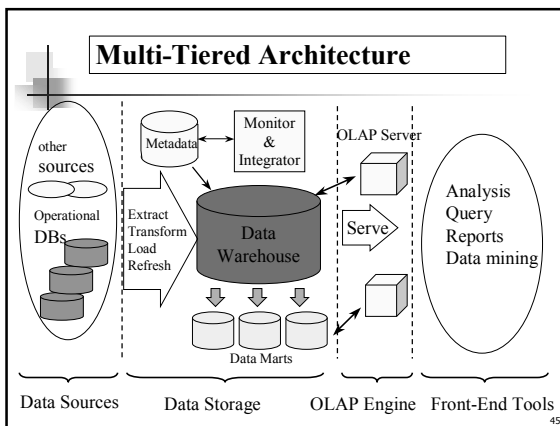 Multi-Tiered Architecture
other
sources
Operational
DBs
Metadata
Monitor
&
Integrator
OLAP Server
Extract
Transform
Load
Refresh
Data
Warehouse
Serve
Analysis
Query
Reports
Data mining
Data Marts
Data Sources
Data Storage
OLAP Engine
Front-End Tools
45